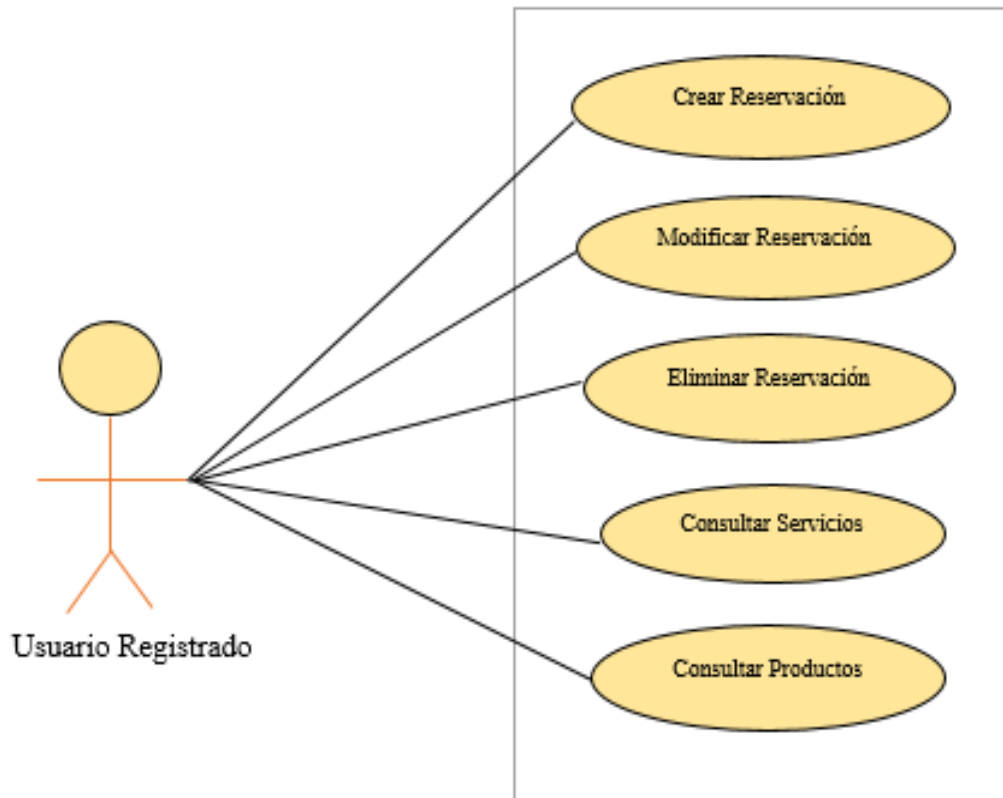 Crear Reservación
Modificar Reservación
Eliminar Reservación
Consultar Servicios
Usuario Registrado
Consultar Productos